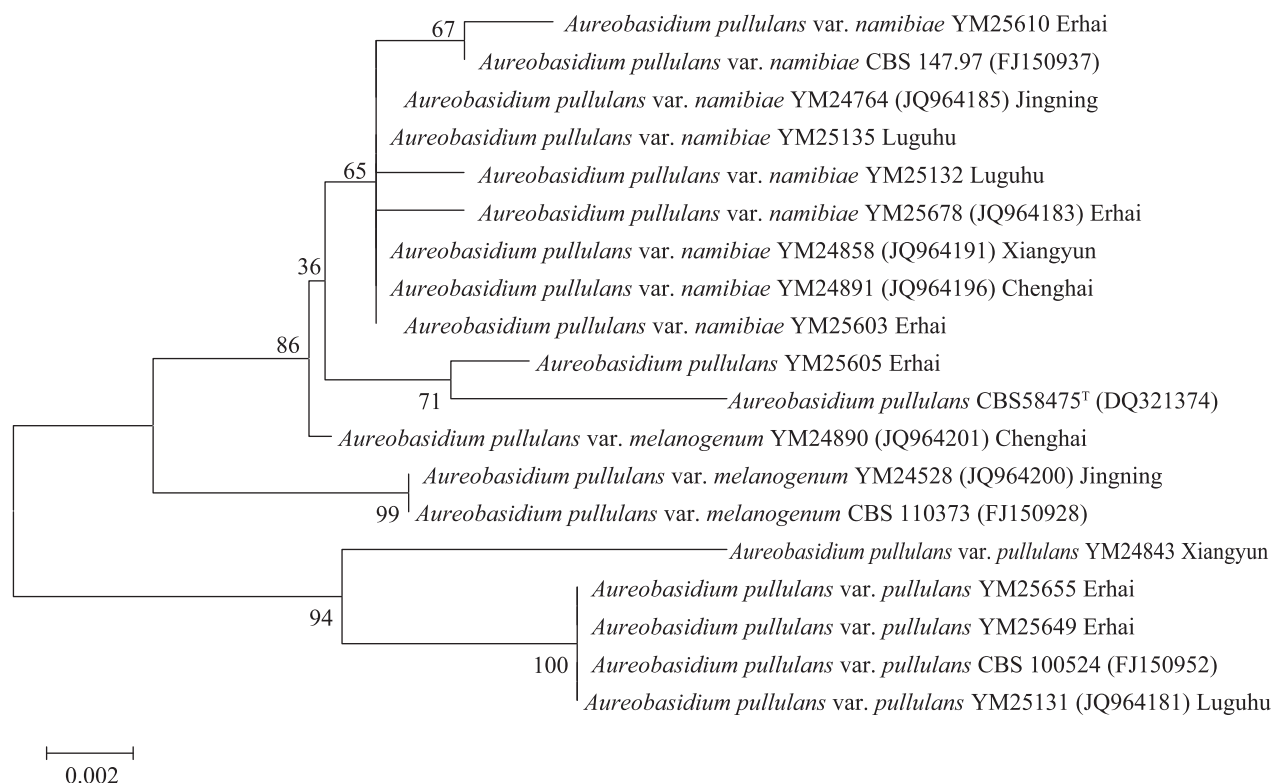 67
Aureobasidium pullulans var. namibiae YM25610 Erhai
Aureobasidium pullulans var. namibiae CBS 147.97 (FJ150937)
Aureobasidium pullulans var. namibiae YM24764 (JQ964185) Jingning
Aureobasidium pullulans var. namibiae YM25135 Luguhu
65
Aureobasidium pullulans var. namibiae YM25132 Luguhu
Aureobasidium pullulans var. namibiae YM25678 (JQ964183) Erhai
Aureobasidium pullulans var. namibiae YM24858 (JQ964191) Xiangyun
36
Aureobasidium pullulans var. namibiae YM24891 (JQ964196) Chenghai
Aureobasidium pullulans var. namibiae YM25603 Erhai
86
Aureobasidium pullulans YM25605 Erhai
71
Aureobasidium pullulans CBS58475ᵀ (DQ321374)
Aureobasidium pullulans var. melanogenum YM24890 (JQ964201) Chenghai
Aureobasidium pullulans var. melanogenum YM24528 (JQ964200) Jingning
99
Aureobasidium pullulans var. melanogenum CBS 110373 (FJ150928)
Aureobasidium pullulans var. pullulans YM24843 Xiangyun
Aureobasidium pullulans var. pullulans YM25655 Erhai
94
Aureobasidium pullulans var. pullulans YM25649 Erhai
100
Aureobasidium pullulans var. pullulans CBS 100524 (FJ150952)
Aureobasidium pullulans var. pullulans YM25131 (JQ964181) Luguhu
0.002